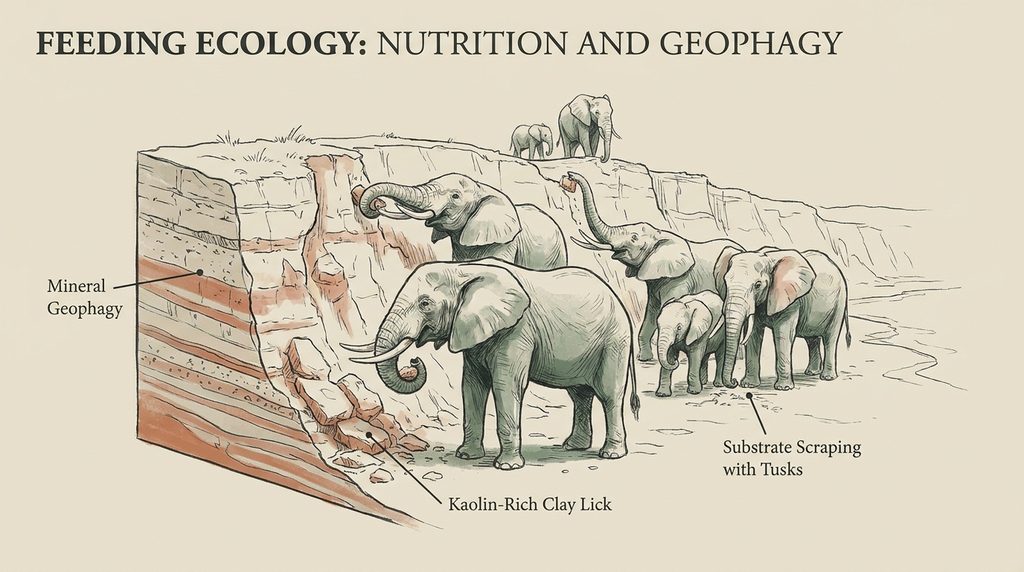 FEEDING ECOLOGY: NUTRITION AND GEOPHAGY
Mineral
Geophagy
Substrate Scraping
with Tusks
Kaolin-Rich Clay Lick